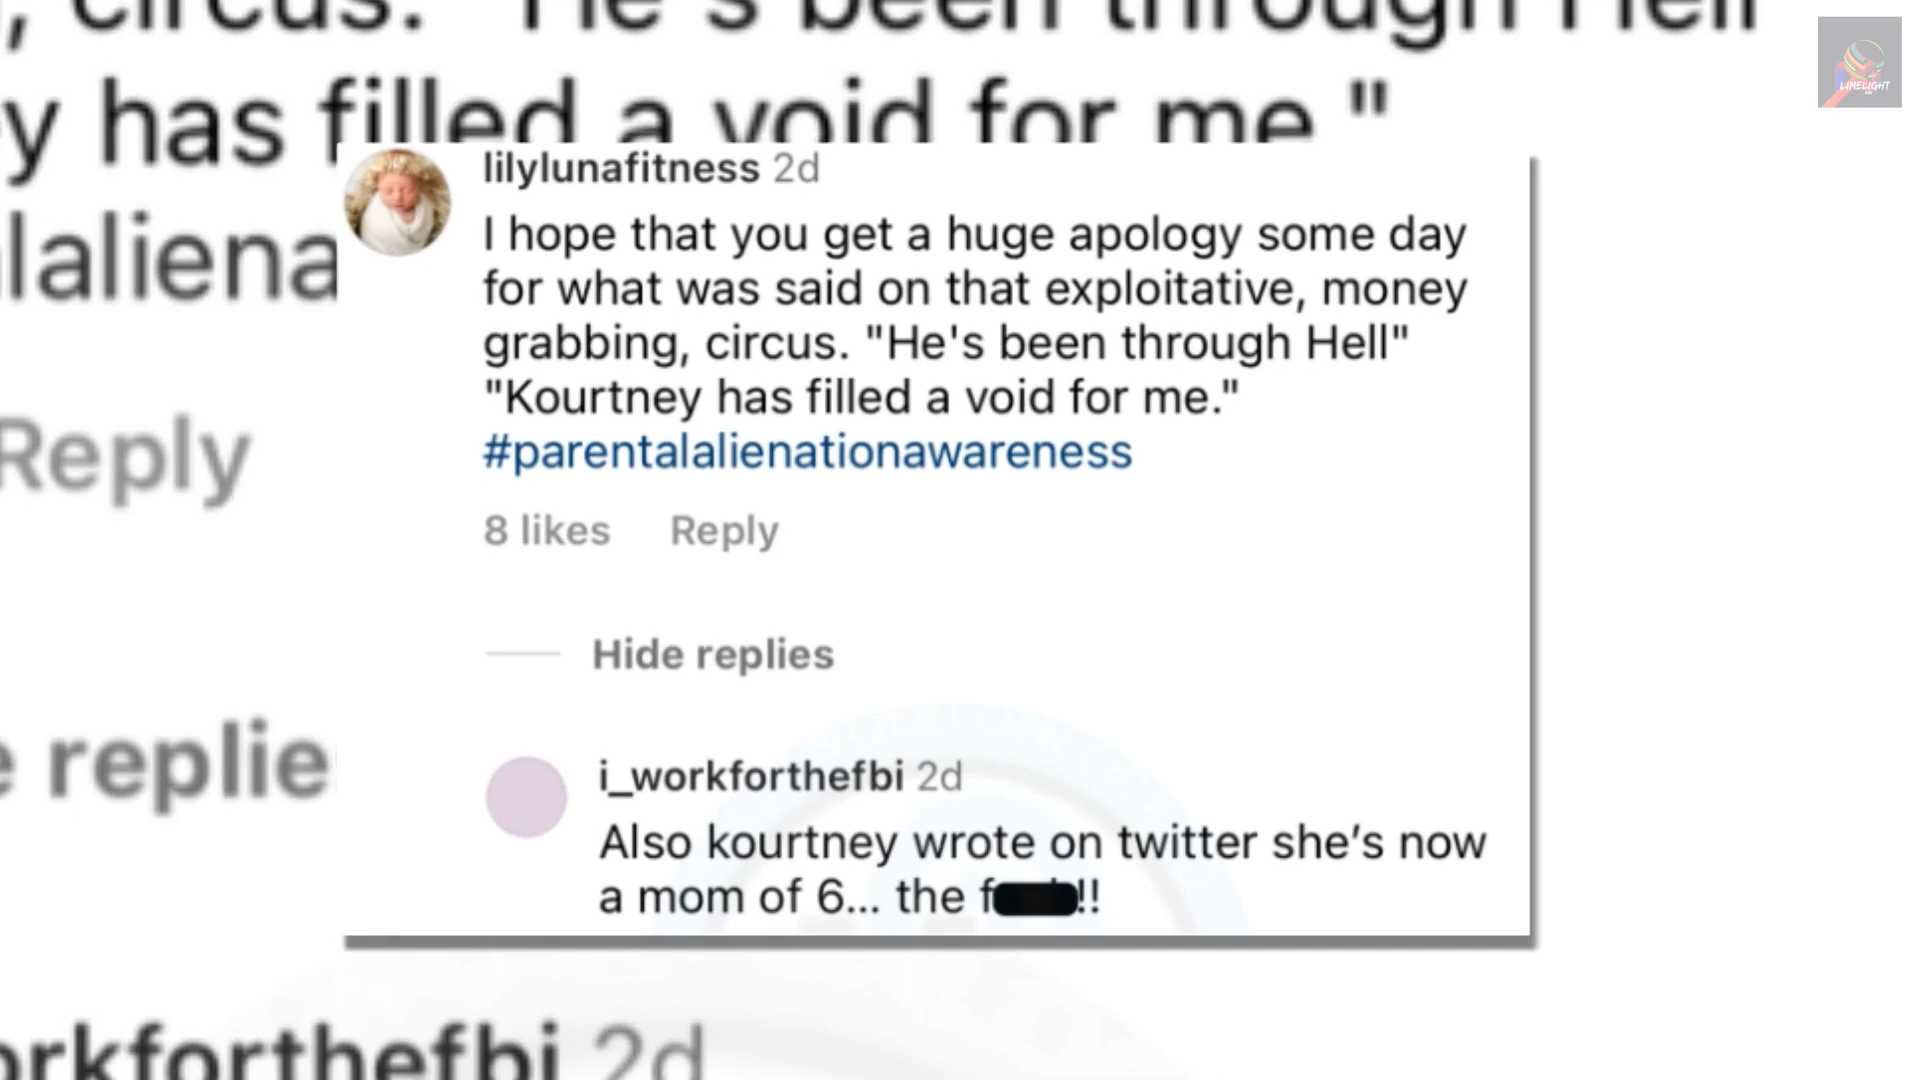 , circus. "He's been through Hell"
y has filled a void for me."
LIMELIGHT
lilylunafitness 2d
I hope that you get a huge apology some day
for what was said on that exploitative, money
grabbing, circus. "He's been through Hell"
"Kourtney has filled a void for me."
#parentalalienationawareness
laliena
8 likes Reply
Reply
Hide replies
e replie
i_workforthefbi 2d
Also kourtney wrote on twitter she's now
a mom of 6... the f!!
orkforthefbi 2d